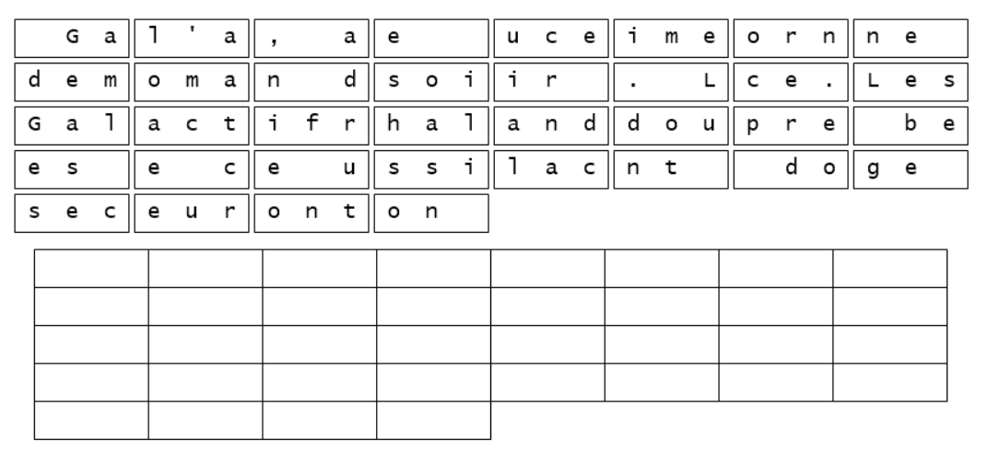 Ga l'a , a e uce ime orn ne
dem oma n d soi ir . L ce. Les
Gal act ifr hal and dou pre be
es e c e u ssi lac nt do ge
sec eur ont on